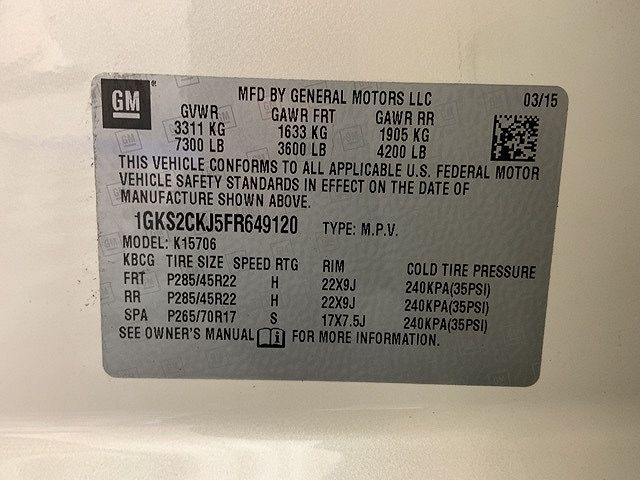 GM
MFD BY GENERAL MOTORS LLC 03/15
GVWR GAWR FRT GAWR RR
3311 KG 1633 KG 1905 KG
7300 LB 3600 LB 4200 LB
THIS VEHICLE CONFORMS TO ALL APPLICABLE U.S. FEDERAL MOTOR
VEHICLE SAFETY STANDARDS IN EFFECT ON THE DATE OF
MANUFACTURE SHOWN ABOVE.
1GKS2CKJ5FR649120 TYPE: M.P.V.
MODEL: K15706
KBCG TIRE SIZE SPEED RTG RIM COLD TIRE PRESSURE
FRT P285/45R22 H 22X9J 240KPA(35PSI)
RR P285/45R22 H 22X9J 240KPA(35PSI)
SPA P265/70R17 S 17X7.5J 240KPA(35PSI)
SEE OWNER'S MANUAL FOR MORE INFORMATION.